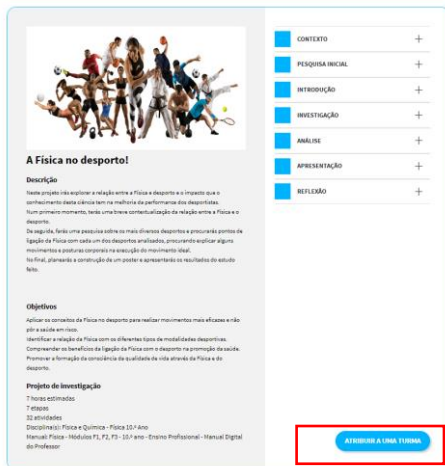 A Física no desporto!
Descrição
Neste projeto irás explorar a relação entre a Física e desporto e o impacto que o
conhecimento desta ciência tem na melhoria da performance dos desportistas.
Num primeiro momento, terás uma breve contextualização da relação entre a Física e o
desporto.
De seguida, farás uma pesquisa sobre os mais diversos desportos e procurarás pontos de
ligação da Física com cada um dos desportos analisados, procurando explicar alguns
movimentos e posturas corporais na execução do movimento ideal.
No final, planearás a construção de um poster e apresentarás os resultados do estudo
feito.
Objetivos
Aplicar os conceitos da Física no desporto para realizar movimentos mais eficazes e não
pôr a saúde em risco.
Identificar a relação da Física com os diferentes tipos de modalidades desportivas.
Compreender os benefícios da ligação da Física com o desporto na promoção da saúde.
Promover a formação da consciência da qualidade de vida através da Física e do
desporto.
Projeto de investigação
7 horas estimadas
7 etapas
32 atividades
Disciplina(s): Física e Química - Física 10.º Ano
Manual: Física - Módulos F1, F2, F3 - 10.º ano - Ensino Profissional - Manual Digital
do Professor
CONTEXTO
PESQUISA INICIAL
INTRODUÇÃO
INVESTIGAÇÃO
ANÁLISE
APRESENTAÇÃO
REFLEXÃO
ATRIBUIR A UMA TURMA